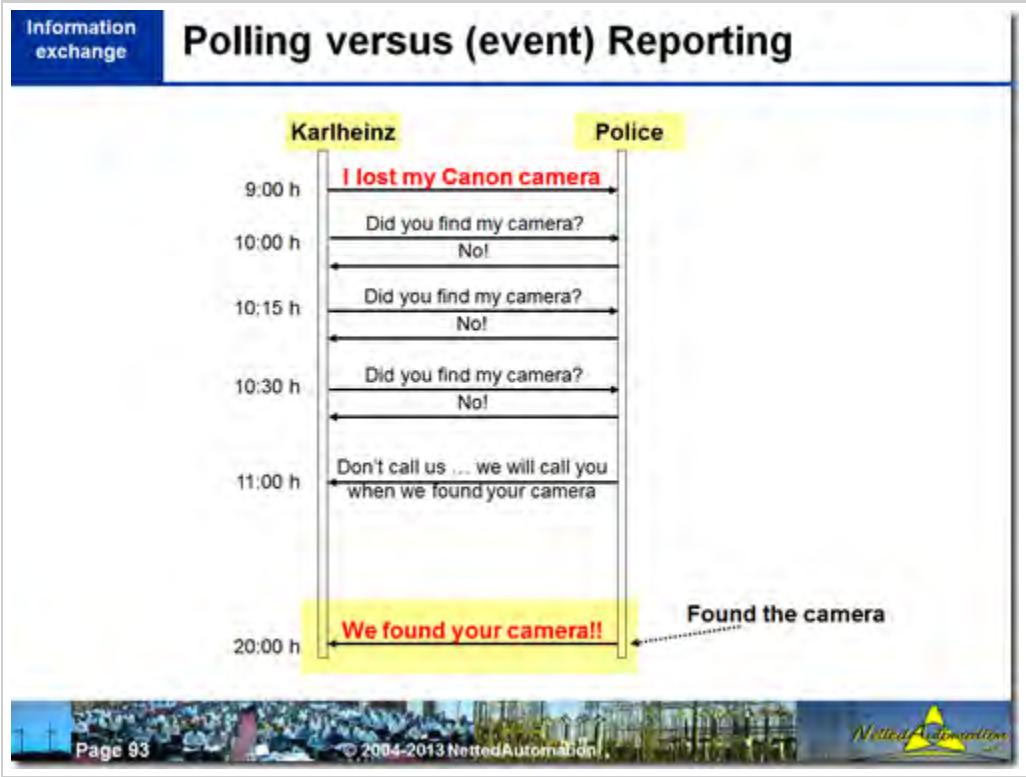 Information
exchange
Polling versus (event) Reporting
Karlheinz
Police
9:00 h
I lost my Canon camera
Did you find my camera?
10:00 h
No!
Did you find my camera?
10:15 h
No!
Did you find my camera?
10:30 h
No!
Don't call us … we will call you
11:00 h
when we found your camera
Found the camera
We found your camera!!
20:00 h
Page 93
© 2004-2013 NettedAutomation
NettedAutomation